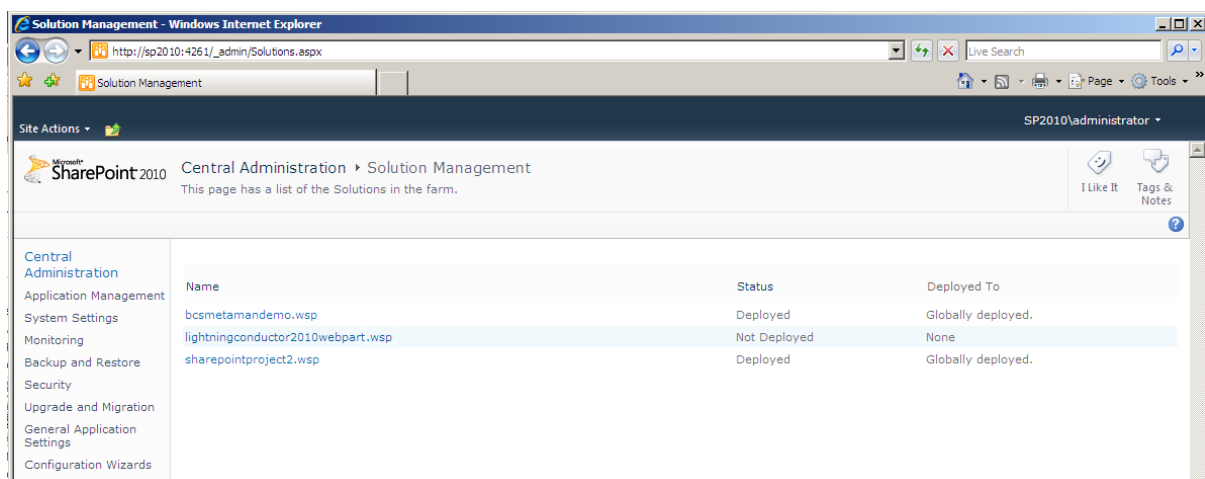 Solution Management - Windows Internet Explorer
http://sp2010:4261/_admin/Solutions.aspx
Live Search
Solution Management
Page
Tools
Site Actions
SP2010\administrator
Microsoft
SharePoint 2010
Central Administration
Solution Management
This page has a list of the Solutions in the farm.
I Like It
Tags &
Notes
Central
Administration
Application Management
System Settings
Monitoring
Backup and Restore
Security
Upgrade and Migration
General Application
Settings
Configuration Wizards
Name Status Deployed To
bcsmetamandemo.wsp Deployed Globally deployed.
lightningconductor2010webpart.wsp Not Deployed None
sharepointproject2.wsp Deployed Globally deployed.